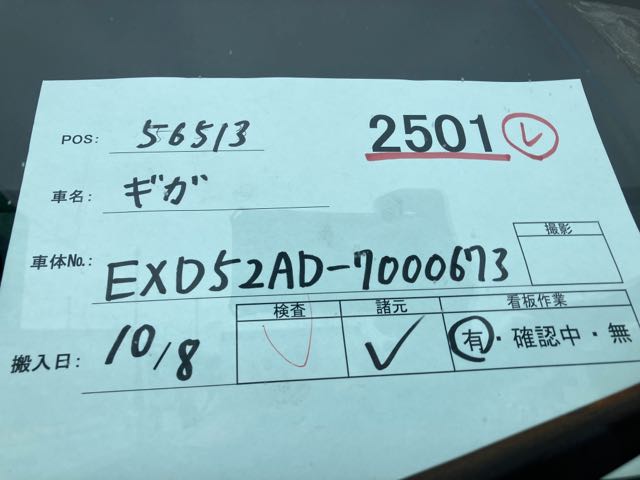 POS: 56513
2501 レ
車名: ギガ
車体No.: EXD52AD-7000673
撮影
搬入日: 10/8
検査 諸元 看板作業
✓ ✓ 有・確認中・無